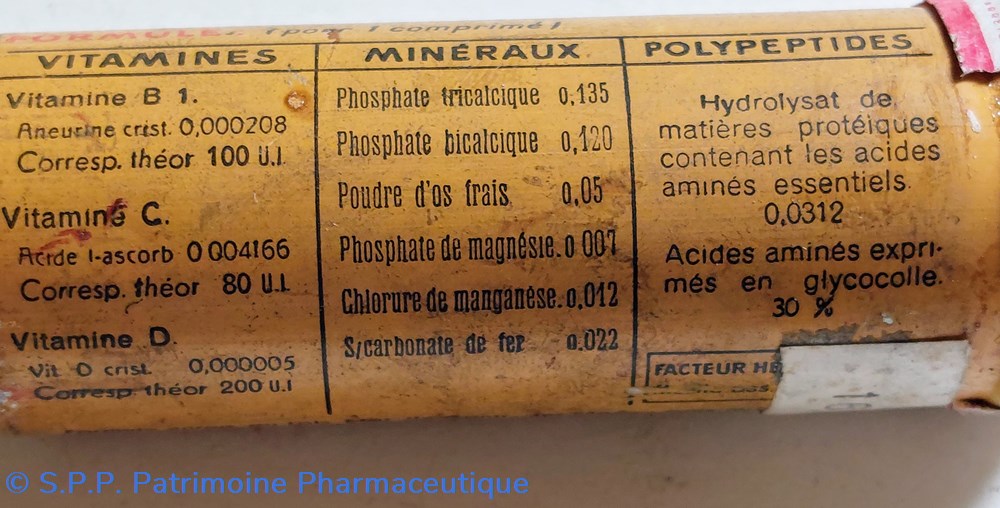 FORMULE. (pour 1 comprimé)
VITAMINES
Vitamine B 1.
Aneurine crist. 0,000208
Corresp. théor 100 U.I.
Vitamine C.
Acide l-ascorb 0 004166
Corresp. théor 80 U.I.
Vitamine D.
Vit D crist. 0,000005
Corresp. théor 200 U.I
MINÉRAUX
Phosphate tricalcique 0,135
Phosphate bicalcique 0,120
Poudre d'os frais 0,05
Phosphate de magnésie. 0 007
Chlorure de manganèse. 0,012
S/carbonate de fer 0.022
POLYPEPTIDES
Hydrolysat de
matières protéiques
contenant les acides
aminés essentiels.
0,0312
Acides aminés expri-
més en glycocolle.
30 %
FACTEUR
© S.P.P. Patrimoine Pharmaceutique